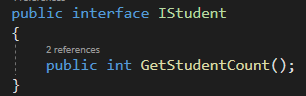 public interface IStudent
{
2 references
public int GetStudentCount();
}